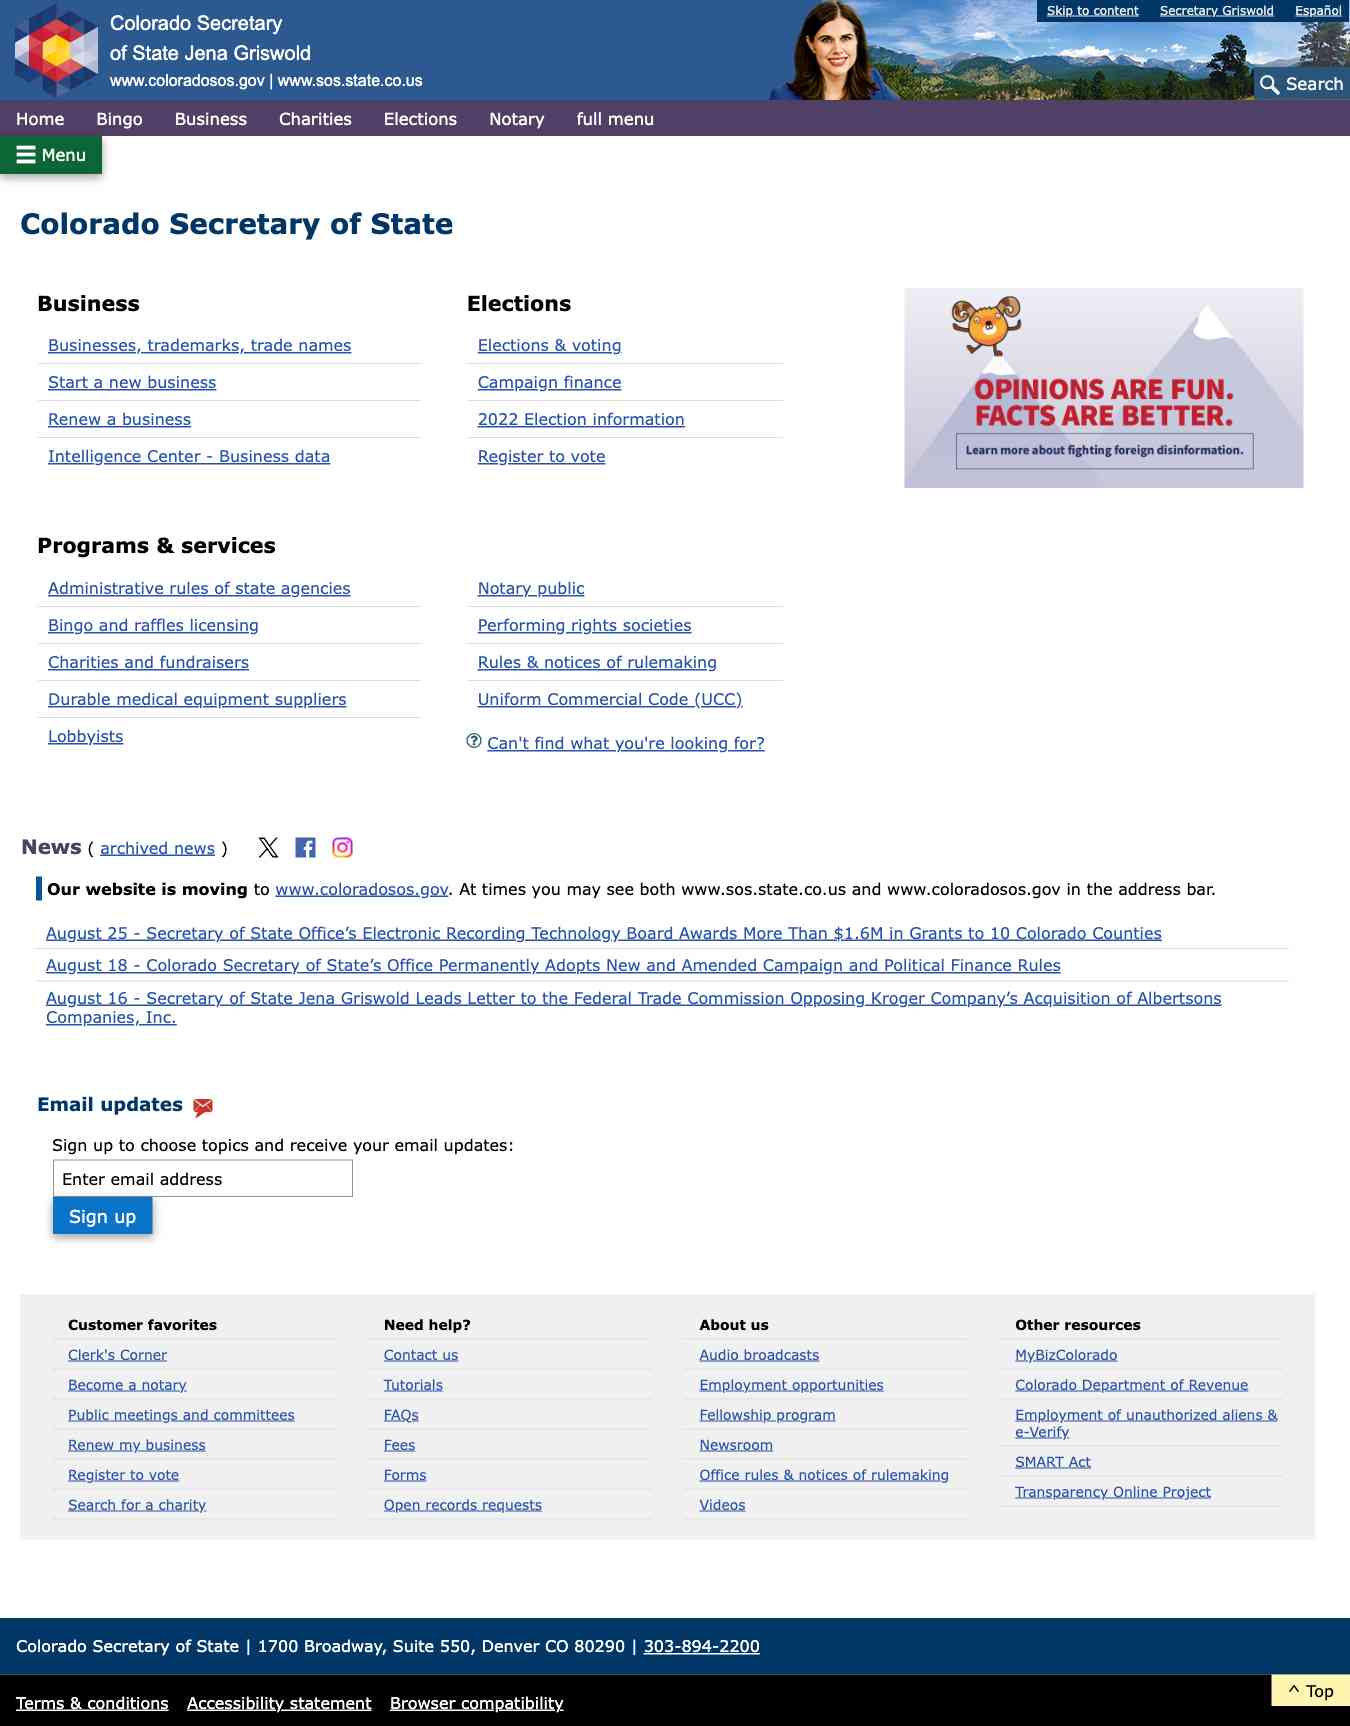 Colorado Secretary
of State Jena Griswold
www.coloradosos.gov | www.sos.state.co.us
Skip to content Secretary Griswold Español
Search
Home Bingo Business Charities Elections Notary full menu
Menu
Colorado Secretary of State
Business
Businesses, trademarks, trade names
Start a new business
Renew a business
Intelligence Center - Business data
Elections
Elections & voting
Campaign finance
2022 Election information
Register to vote
OPINIONS ARE FUN.
FACTS ARE BETTER.
Learn more about fighting foreign disinformation.
Programs & services
Administrative rules of state agencies
Bingo and raffles licensing
Charities and fundraisers
Durable medical equipment suppliers
Lobbyists
Notary public
Performing rights societies
Rules & notices of rulemaking
Uniform Commercial Code (UCC)
? Can't find what you're looking for?
News ( archived news )
Our website is moving to www.coloradosos.gov. At times you may see both www.sos.state.co.us and www.coloradosos.gov in the address bar.
August 25 - Secretary of State Office’s Electronic Recording Technology Board Awards More Than $1.6M in Grants to 10 Colorado Counties
August 18 - Colorado Secretary of State’s Office Permanently Adopts New and Amended Campaign and Political Finance Rules
August 16 - Secretary of State Jena Griswold Leads Letter to the Federal Trade Commission Opposing Kroger Company’s Acquisition of Albertsons
Companies, Inc.
Email updates
Sign up to choose topics and receive your email updates:
Enter email address
Sign up
Customer favorites
Clerk's Corner
Become a notary
Public meetings and committees
Renew my business
Register to vote
Search for a charity
Need help?
Contact us
Tutorials
FAQs
Fees
Forms
Open records requests
About us
Audio broadcasts
Employment opportunities
Fellowship program
Newsroom
Office rules & notices of rulemaking
Videos
Other resources
MyBizColorado
Colorado Department of Revenue
Employment of unauthorized aliens &
e-Verify
SMART Act
Transparency Online Project
Colorado Secretary of State | 1700 Broadway, Suite 550, Denver CO 80290 | 303-894-2200
^ Top
Terms & conditions Accessibility statement Browser compatibility